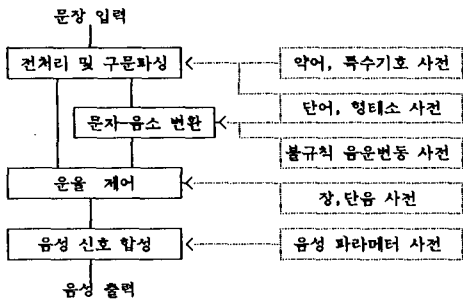 문장 입력
전처리 및 구문파싱
약어, 특수기호 사전
단어, 형태소 사전
문자-음소 변환
불규칙 음운변동 사전
운율 제어
장,단음 사전
음성 신호 합성
음성 파라메터 사전
음성 출력